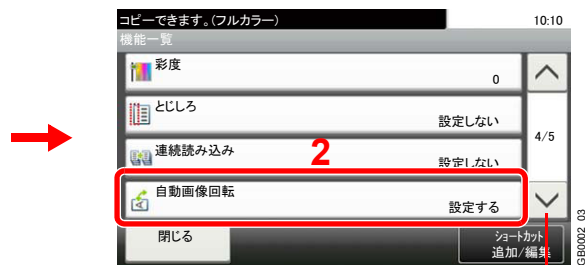 コピーできます。(フルカラー)
10:10
機能一覧
彩度
0
とじしろ
設定しない
4/5
連続読み込み
2
設定しない
自動画像回転
設定する
閉じる
ショートカット
追加/編集
GB0002_03